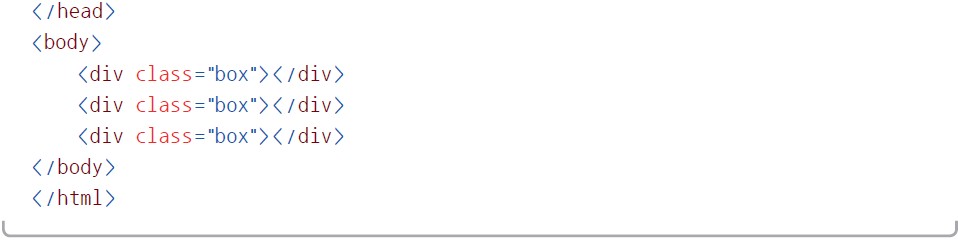 </head>
<body>
    <div class="box"></div>
    <div class="box"></div>
    <div class="box"></div>
</body>
</html>